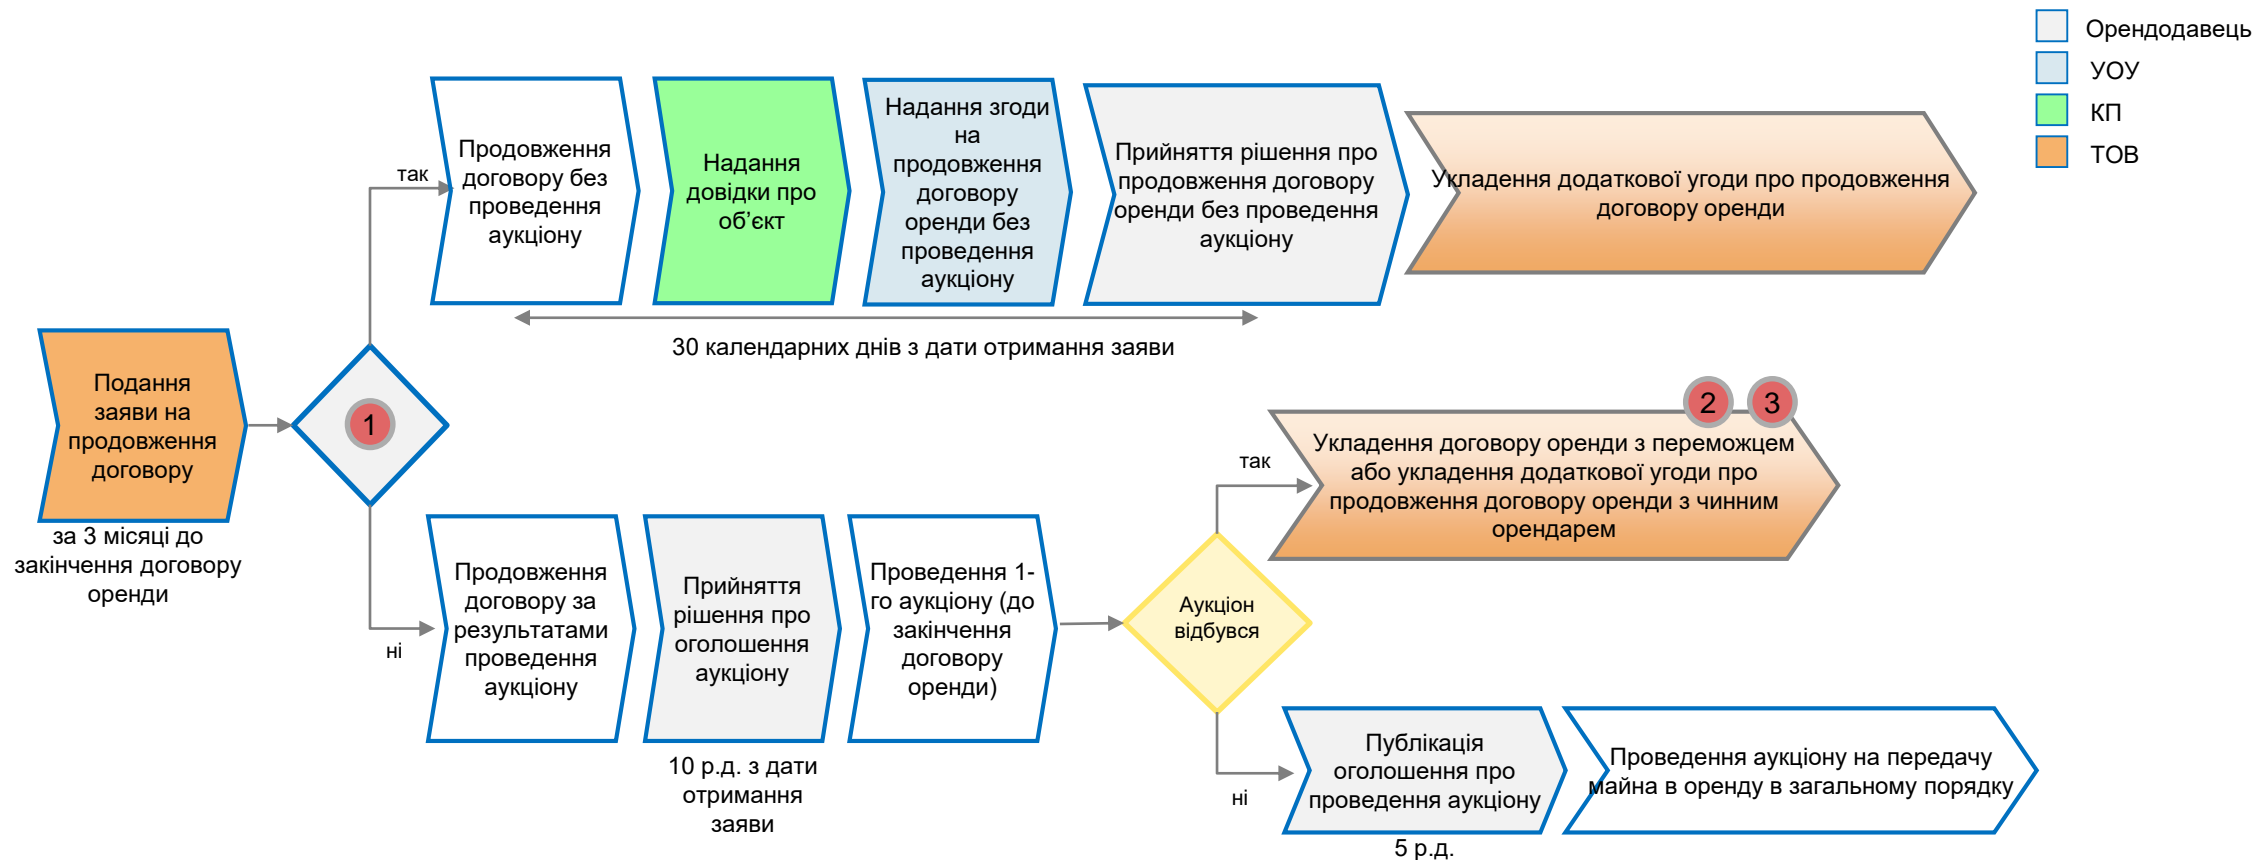 Орендодавець
УОУ
КП
ТОВ
так
Продовження
договору без
проведення
аукціону
Надання
довідки про
об’єкт
Надання згоди
на
продовження
договору
оренди без
проведення
аукціону
Прийняття рішення про
продовження договору
оренди без проведення
аукціону
Укладення додаткової угоди про продовження
договору оренди
30 календарних днів з дати отримання заяви
Подання
заяви на
продовження
договору
за 3 місяці до
закінчення договору
оренди
1
ні
Продовження
договору за
результатами
проведення
аукціону
Прийняття
рішення про
оголошення
аукціону
10 р.д. з дати
отримання
заяви
Проведення 1-
го аукціону (до
закінчення
договору
оренди)
Аукціон
відбувся
так
2
3
Укладення договору оренди з переможцем
або укладення додаткової угоди про
продовження договору оренди з чинним
орендарем
ні
Публікація
оголошення про
проведення аукціону
5 р.д.
Проведення аукціону на передачу
майна в оренду в загальному порядку